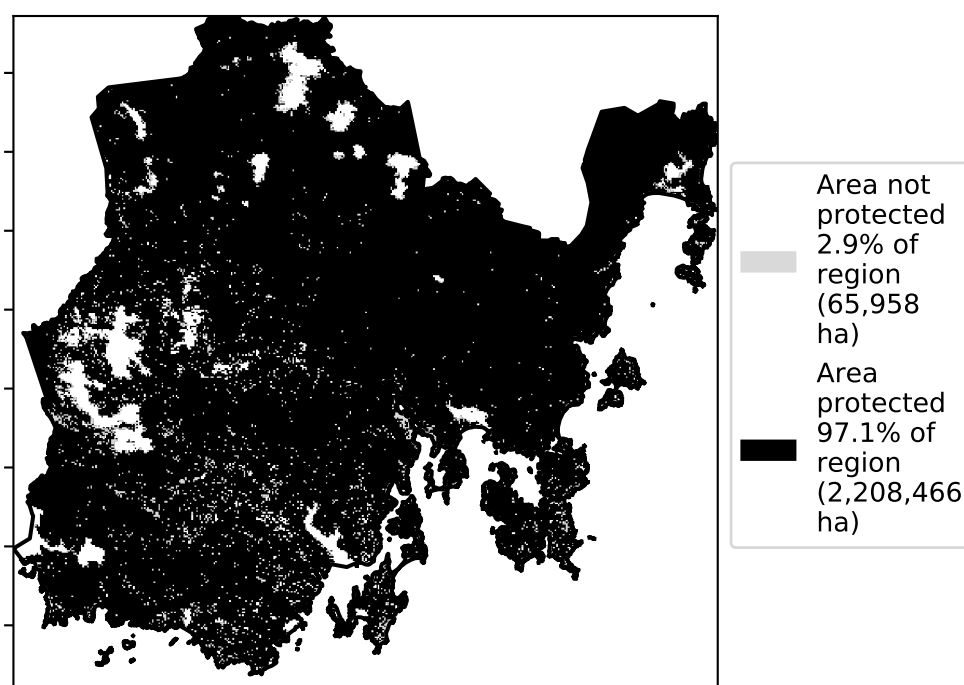 Area not
protected
2.9% of
region
(65,958
ha)
Area
protected
97.1% of
region
(2,208,466
ha)